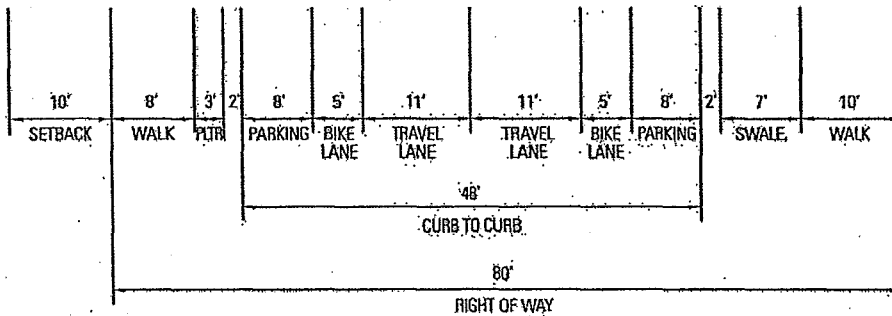 10' 8' 3' 2' 8' 5' 11' 11' 5' 8' 2' 7' 10'
SETBACK WALK PLTR PARKING BIKE LANE TRAVEL LANE TRAVEL LANE BIKE LANE PARKING SWALE WALK
48'
CURB TO CURB
80'
RIGHT OF WAY